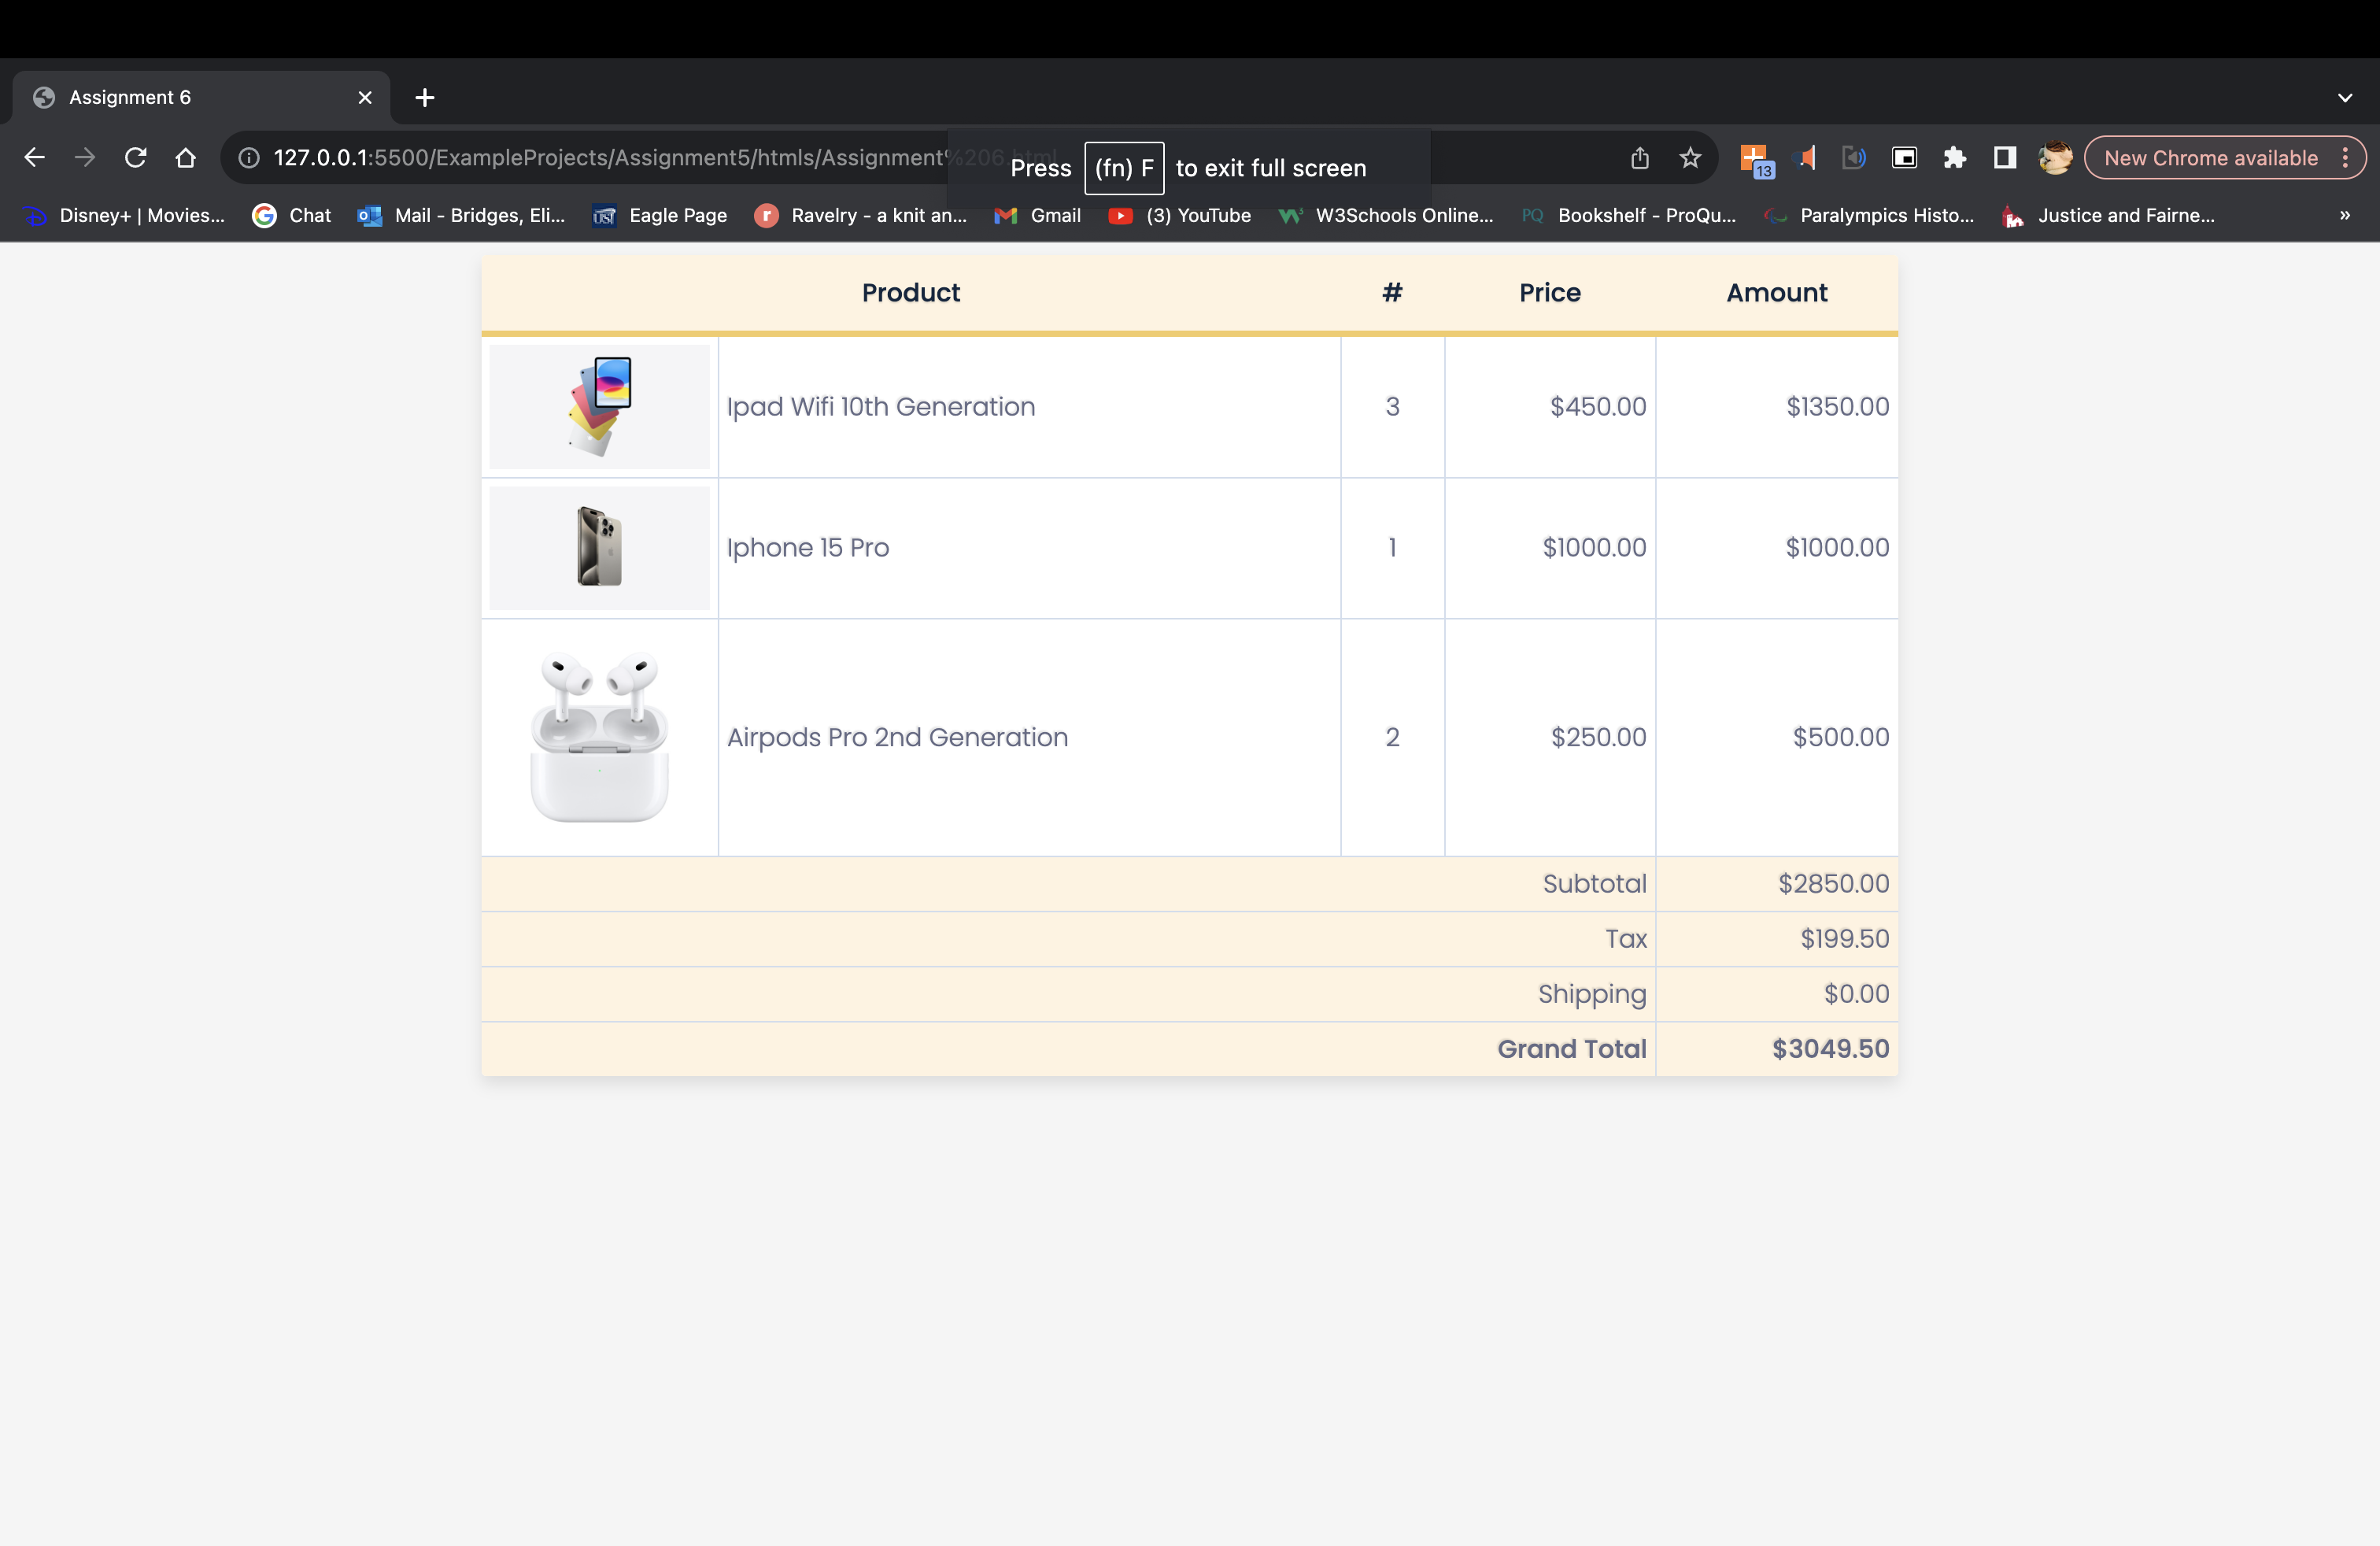 Assignment 6
127.0.0.1:5500/ExampleProjects/Assignment5/htmls/Assignment%206.html
Press (fn) F to exit full screen
13
New Chrome available
Disney+ | Movies... Chat Mail - Bridges, Eli... Eagle Page Ravelry - a knit an... Gmail (3) YouTube W3Schools Online... PQ Bookshelf - ProQu... Paralympics Histo... Justice and Fairne... »
Product # Price Amount
Ipad Wifi 10th Generation 3 $450.00 $1350.00
Iphone 15 Pro 1 $1000.00 $1000.00
Airpods Pro 2nd Generation 2 $250.00 $500.00
Subtotal $2850.00
Tax $199.50
Shipping $0.00
Grand Total $3049.50